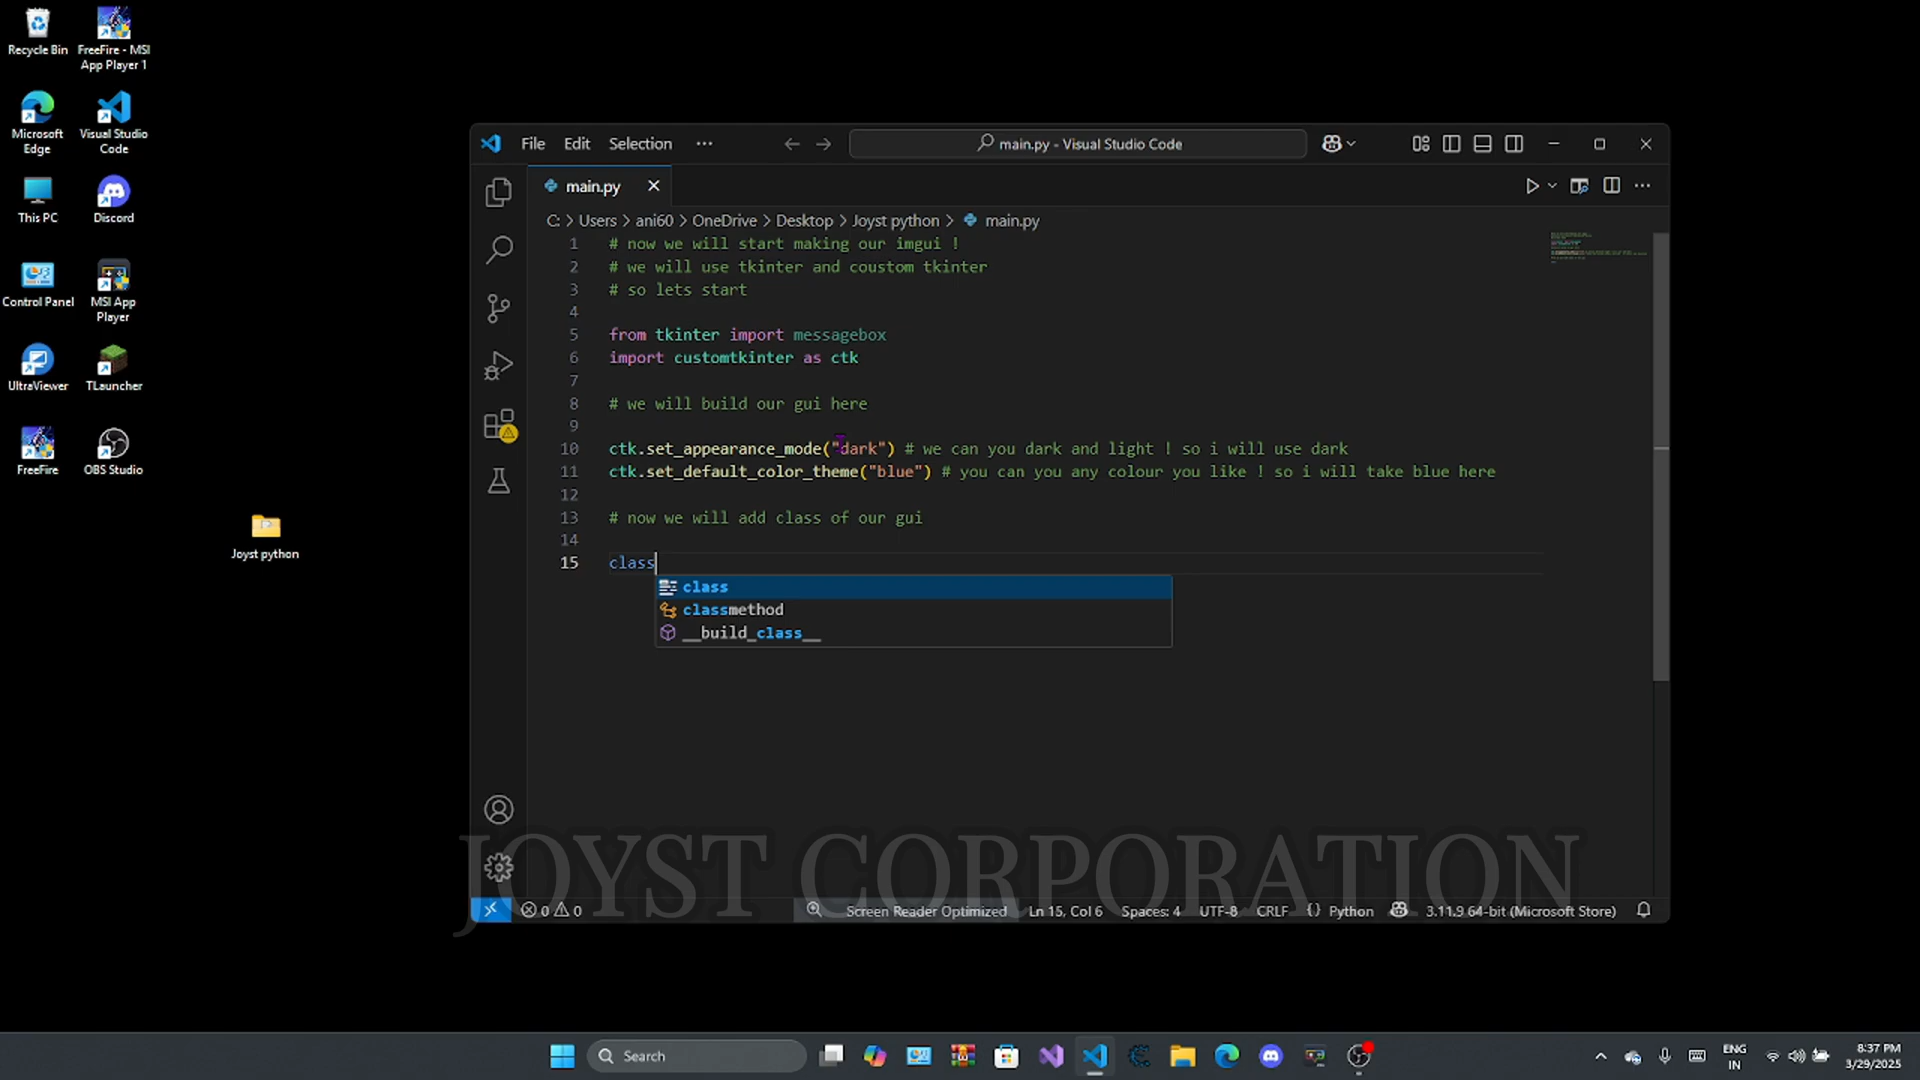 Recycle Bin
FreeFire - MSI
App Player 1
Microsoft
Edge
Visual Studio
Code
This PC
Discord
Control Panel
MSI App
Player
UltraViewer
TLauncher
FreeFire
OBS Studio
Joyst python
File Edit Selection ···
main.py - Visual Studio Code
main.py
C: > Users > ani60 > OneDrive > Desktop > Joyst python > main.py
1 # now we will start making our imgui !
2 # we will use tkinter and coustom tkinter
3 # so lets start
4
5 from tkinter import messagebox
6 import customtkinter as ctk
7
8 # we will build our gui here
9
10 ctk.set_appearance_mode("dark") # we can you dark and light ! so i will use dark
11 ctk.set_default_color_theme("blue") # you can you any colour you like ! so i will take blue here
12
13 # now we will add class of our gui
14
15 class
class
classmethod
__build_class__
JOYST CORPORATION
0 0
Screen Reader Optimized Ln 15, Col 6 Spaces: 4 UTF-8 CRLF {} Python 3.11.9 64-bit (Microsoft Store)
Search
ENG
IN
8:37 PM
3/29/2025